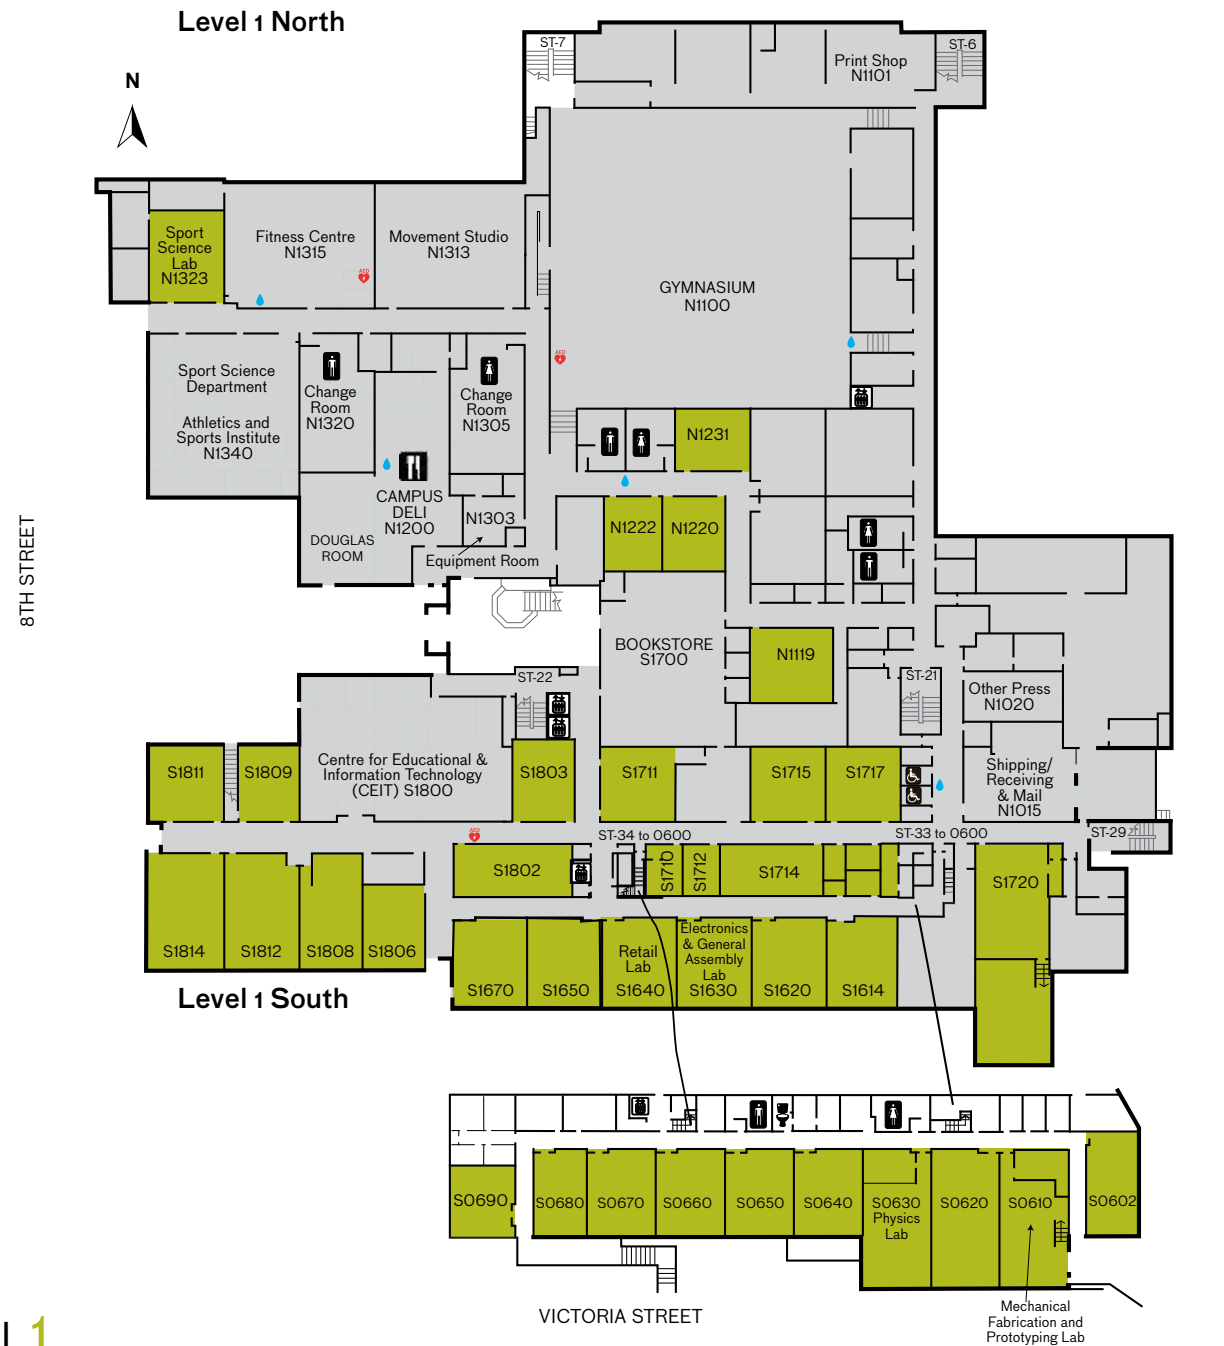 Level 1 North
N
ST-7
ST-6
Print Shop
N1101
Sport
Science
Lab
N1323
Fitness Centre
N1315
Movement Studio
N1313
AED
GYMNASIUM
N1100
AED
Sport Science
Department
Athletics and
Sports Institute
N1340
Change
Room
N1320
Change
Room
N1305
N1231
CAMPUS
DELI
N1200
N1303
N1222
N1220
DOUGLAS
ROOM
Equipment Room
8TH STREET
BOOKSTORE
S1700
N1119
ST-22
ST-21
Other Press
N1020
S1811
S1809
Centre for Educational &
Information Technology
(CEIT) S1800
S1803
S1711
S1715
S1717
Shipping/
Receiving
& Mail
N1015
AED
ST-34 to 0600
ST-33 to 0600
ST-29
S1802
S1710
S1712
S1714
S1720
S1814
S1812
S1808
S1806
S1670
S1650
Retail
Lab
S1640
Electronics
& General
Assembly
Lab
S1630
S1620
S1614
Level 1 South
S0690
S0680
S0670
S0660
S0650
S0640
S0630
Physics
Lab
S0620
S0610
S0602
VICTORIA STREET
Mechanical
Fabrication and
Prototyping Lab
l 1